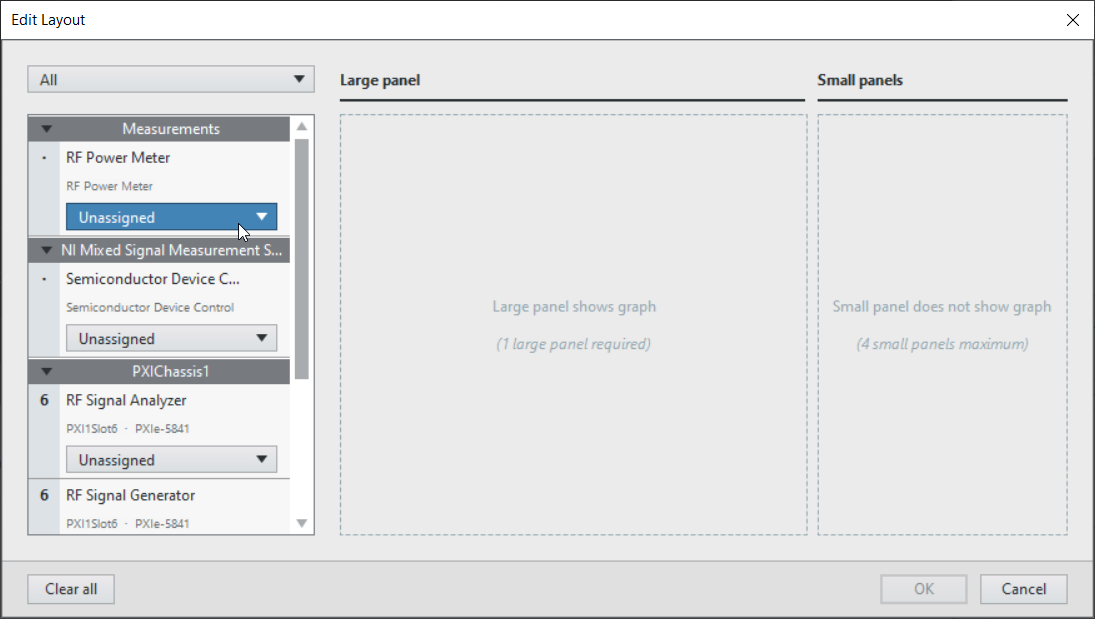 Edit Layout
All
Measurements
RF Power Meter
RF Power Meter
Unassigned
NI Mixed Signal Measurement S...
Semiconductor Device C...
Semiconductor Device Control
Unassigned
PXIChassis1
6 RF Signal Analyzer
PXI1Slot6 · PXIe-5841
Unassigned
6 RF Signal Generator
PXI1Slot6 · PXIe-5841
Large panel
Large panel shows graph
(1 large panel required)
Small panels
Small panel does not show graph
(4 small panels maximum)
Clear all
OK
Cancel